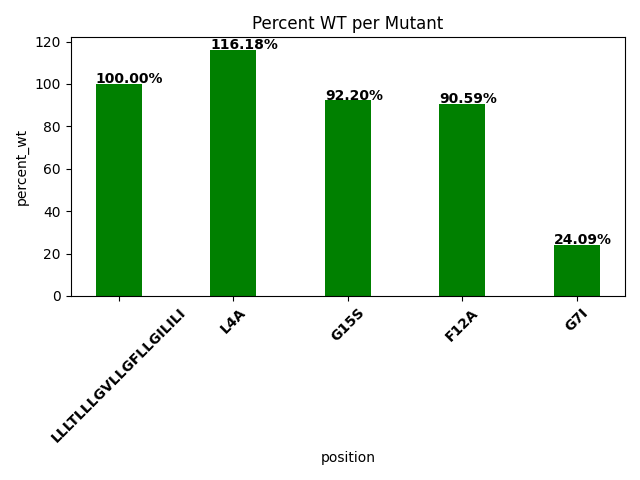 Percent WT per Mutant
120
100
80
60
40
20
0
percent_wt
100.00%
116.18%
92.20%
90.59%
24.09%
LLLTLLLGVLLGFLLGILILI
L4A
G15S
F12A
G7I
position